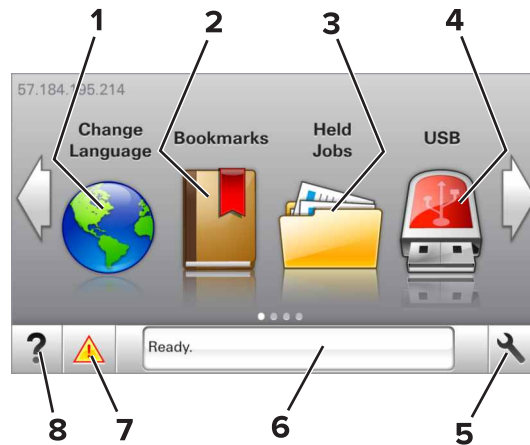 1 2 3 4
57.184.195.214
Change
Language
Bookmarks
Held
Jobs
USB
?
Ready.
8 7 6 5